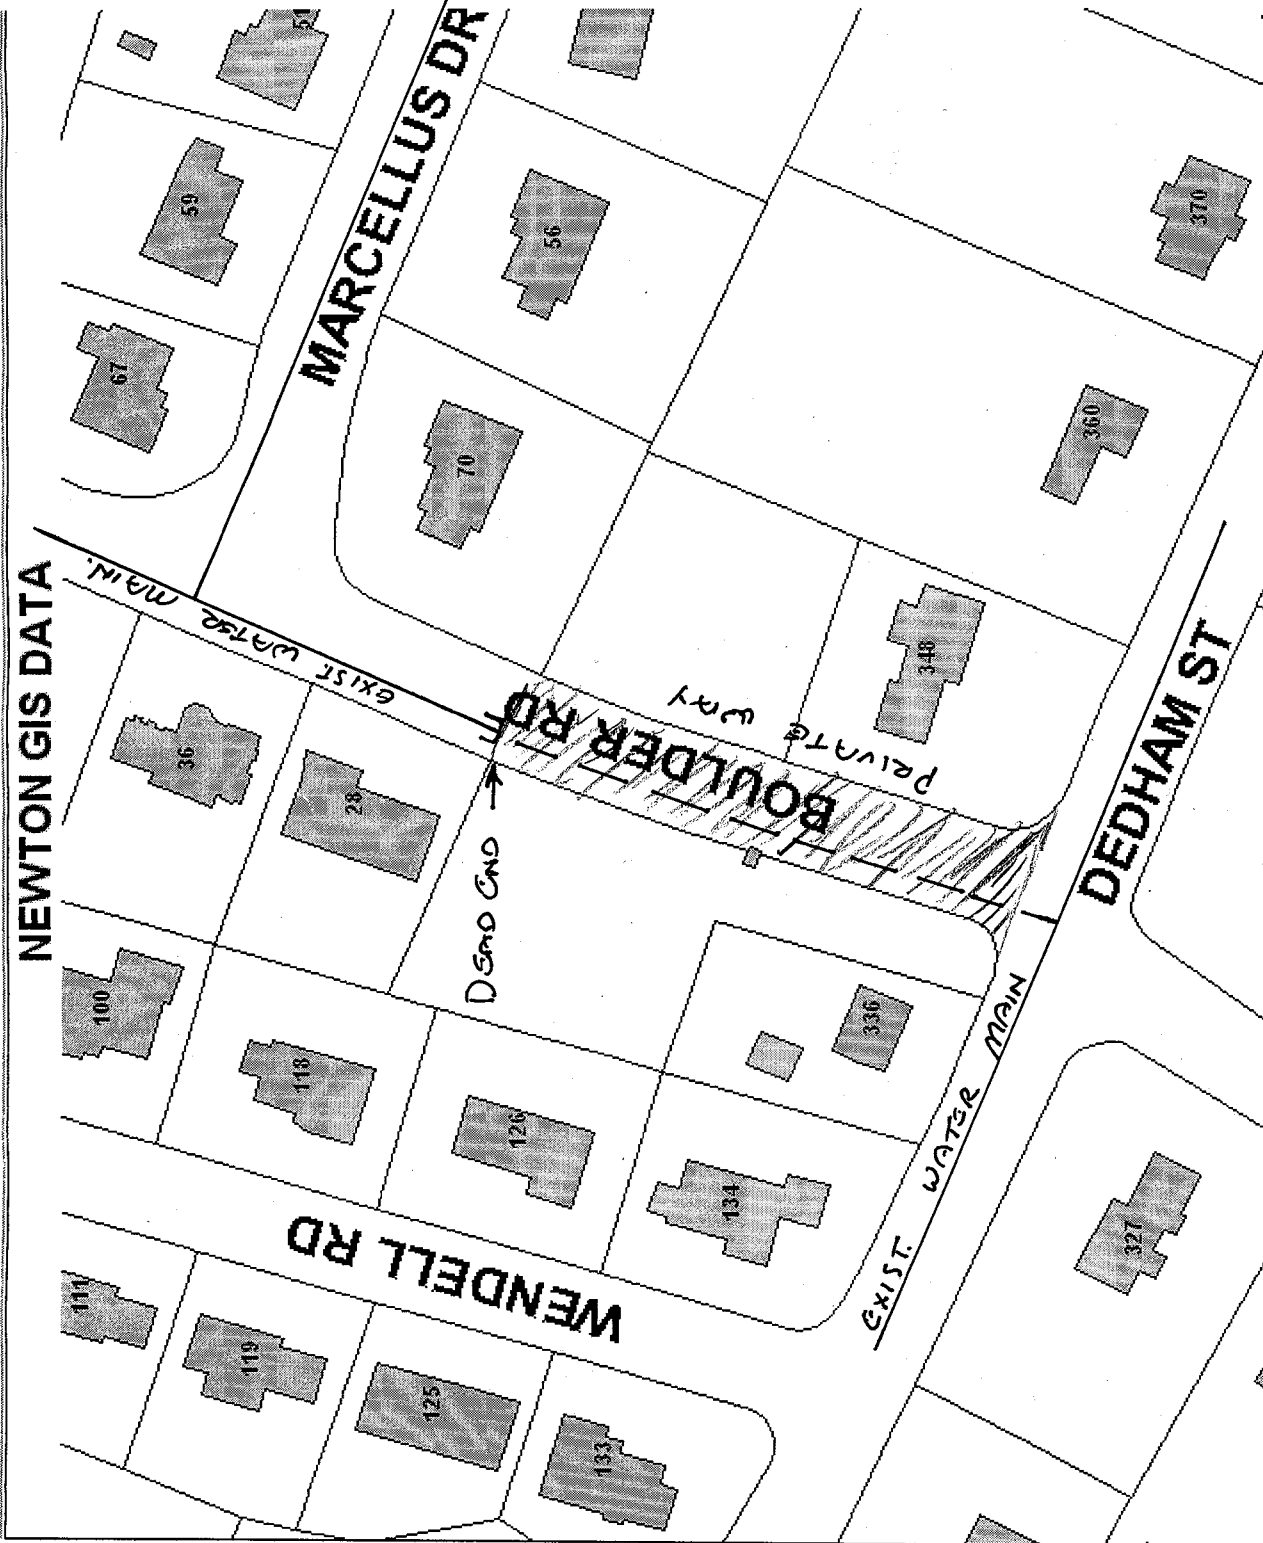 NEWTON GIS DATA
51
59
67
MARCELLUS DR
56
70
370
360
348
EXIST. WATER MAIN.
36
28
BOULDER RD
PRIVATE WAY
DEAD END
DEDHAM ST
100
118
126
134
336
EXIST. WATER MAIN
WENDELL RD
111
119
125
133
327